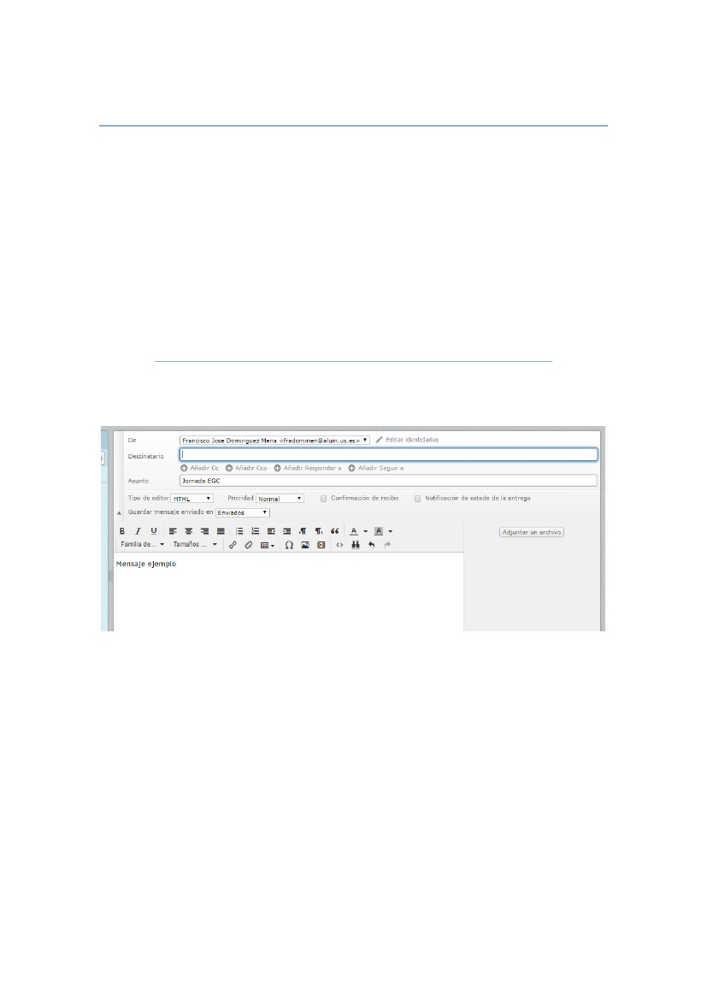 De Francisco Jose Dominguez Mena <fradommen@alum.us.es> Editar identidades
Destinatario
Añadir Cc Añadir Cco Añadir Responder a Añadir Seguir a
Asunto Jornada EGC
Tipo de editor HTML Prioridad Normal Confirmación de recibo Notificación de estado de la entrega
Guardar mensaje enviado en Enviados
B I U A A Adjuntar un archivo
Familia de... Tamaños ...
Mensaje ejemplo